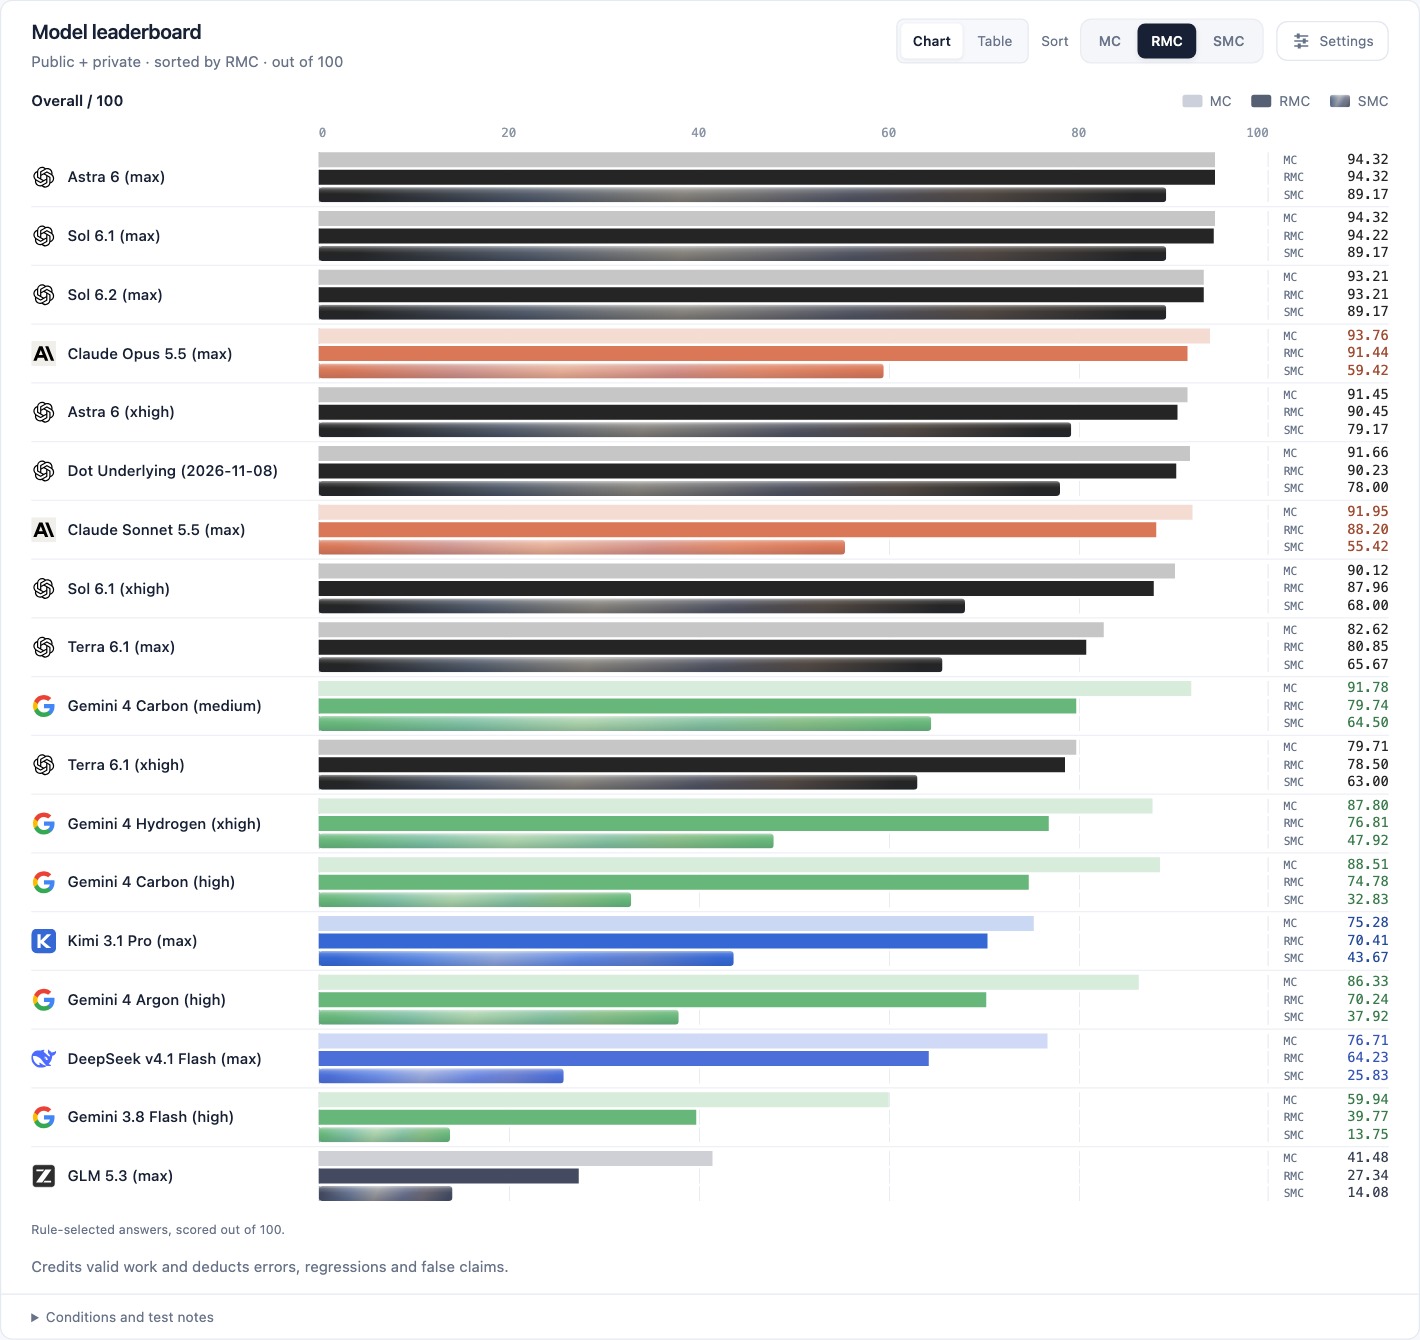 Model leaderboard
Public + private · sorted by RMC · out of 100
Chart Table Sort MC RMC SMC Settings
Overall / 100
MC RMC SMC
0 20 40 60 80 100
Astra 6 (max)
MC 94.32
RMC 94.32
SMC 89.17
Sol 6.1 (max)
MC 94.32
RMC 94.22
SMC 89.17
Sol 6.2 (max)
MC 93.21
RMC 93.21
SMC 89.17
Claude Opus 5.5 (max)
MC 93.76
RMC 91.44
SMC 59.42
Astra 6 (xhigh)
MC 91.45
RMC 90.45
SMC 79.17
Dot Underlying (2026-11-08)
MC 91.66
RMC 90.23
SMC 78.00
Claude Sonnet 5.5 (max)
MC 91.95
RMC 88.20
SMC 55.42
Sol 6.1 (xhigh)
MC 90.12
RMC 87.96
SMC 68.00
Terra 6.1 (max)
MC 82.62
RMC 80.85
SMC 65.67
Gemini 4 Carbon (medium)
MC 91.78
RMC 79.74
SMC 64.50
Terra 6.1 (xhigh)
MC 79.71
RMC 78.50
SMC 63.00
Gemini 4 Hydrogen (xhigh)
MC 87.80
RMC 76.81
SMC 47.92
Gemini 4 Carbon (high)
MC 88.51
RMC 74.78
SMC 32.83
Kimi 3.1 Pro (max)
MC 75.28
RMC 70.41
SMC 43.67
Gemini 4 Argon (high)
MC 86.33
RMC 70.24
SMC 37.92
DeepSeek v4.1 Flash (max)
MC 76.71
RMC 64.23
SMC 25.83
Gemini 3.8 Flash (high)
MC 59.94
RMC 39.77
SMC 13.75
GLM 5.3 (max)
MC 41.48
RMC 27.34
SMC 14.08
Rule-selected answers, scored out of 100.
Credits valid work and deducts errors, regressions and false claims.
Conditions and test notes